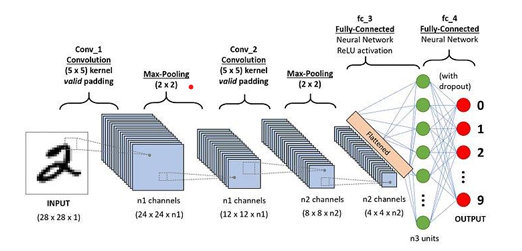 Conv_1
Convolution
(5 x 5) kernel
valid padding
Max-Pooling
(2 x 2)
Conv_2
Convolution
(5 x 5) kernel
valid padding
Max-Pooling
(2 x 2)
fc_3
Fully-Connected
Neural Network
ReLU activation
fc_4
Fully-Connected
Neural Network
(with
dropout)
Flattened
0
1
2
9
INPUT
(28 x 28 x 1)
n1 channels
(24 x 24 x n1)
n1 channels
(12 x 12 x n1)
n2 channels
(8 x 8 x n2)
n2 channels
(4 x 4 x n2)
n3 units
OUTPUT